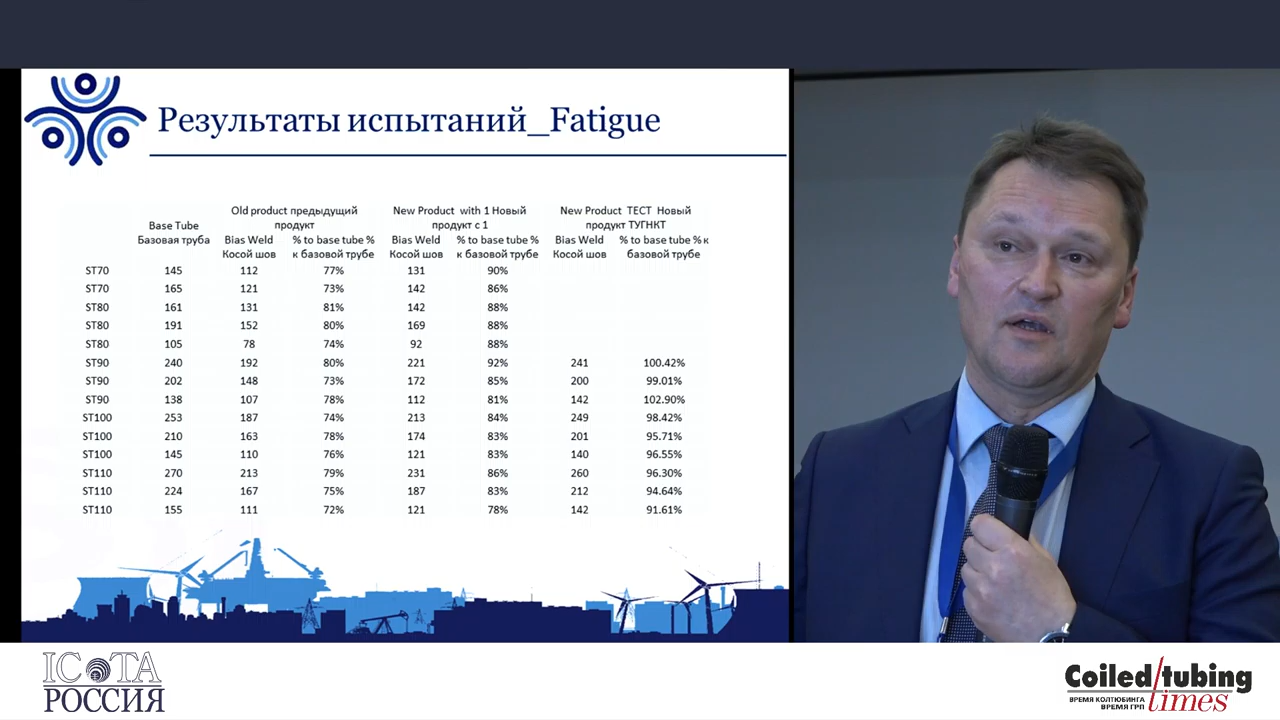 Результаты испытаний_Fatigue
Base Tube
Базовая труба
Old product предыдущий
продукт
New Product with 1 Новый
продукт с 1
New Product ТЕСТ Новый
продукт ТУГНКТ
Bias Weld
Косой шов
% to base tube %
к базовой трубе
Bias Weld
Косой шов
% to base tube %
к базовой трубе
Bias Weld
Косой шов
% to base tube % к
базовой трубе
ST70 145 112 77% 131 90%
ST70 165 121 73% 142 86%
ST80 161 131 81% 142 88%
ST80 191 152 80% 169 88%
ST80 105 78 74% 92 88%
ST90 240 192 80% 221 92% 241 100.42%
ST90 202 148 73% 172 85% 200 99.01%
ST90 138 107 78% 112 81% 142 102.90%
ST100 253 187 74% 213 84% 249 98.42%
ST100 210 163 78% 174 83% 201 95.71%
ST100 145 110 76% 121 83% 140 96.55%
ST110 270 213 79% 231 86% 260 96.30%
ST110 224 167 75% 187 83% 212 94.64%
ST110 155 111 72% 121 78% 142 91.61%
ICOTA
РОССИЯ
Coiled/tubing
times
ВРЕМЯ КОЛТЮБИНГА
ВРЕМЯ ГРП